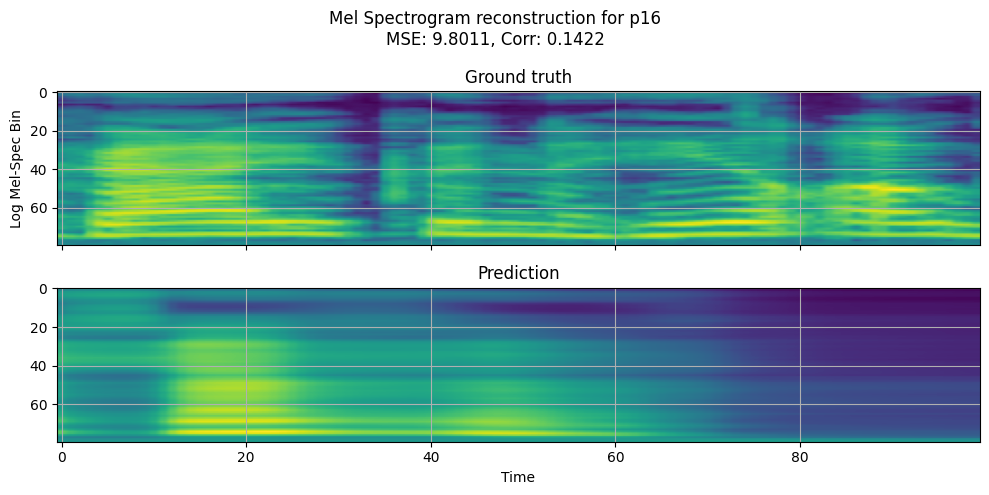 Mel Spectrogram reconstruction for p16
MSE: 9.8011, Corr: 0.1422
Ground truth
Log Mel-Spec Bin
0
20
40
60
Prediction
0
20
40
60
0 20 40 60 80
Time